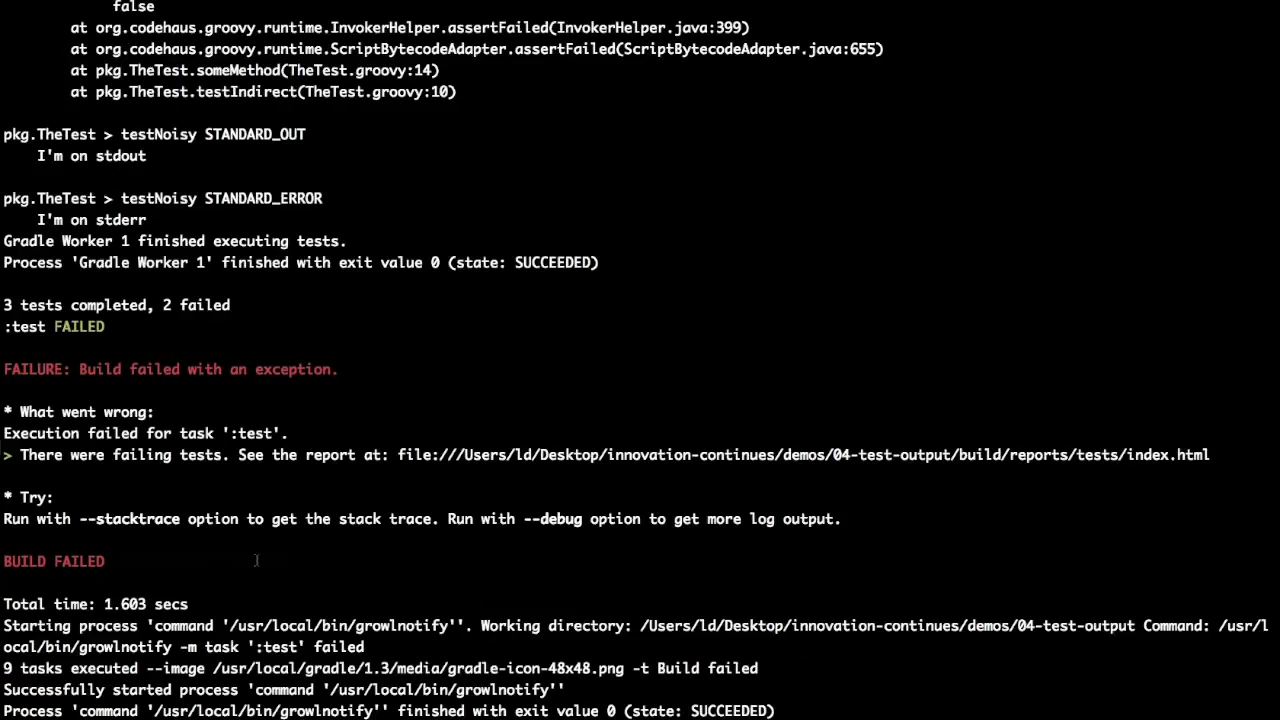 false
at org.codehaus.groovy.runtime.InvokerHelper.assertFailed(InvokerHelper.java:399)
at org.codehaus.groovy.runtime.ScriptBytecodeAdapter.assertFailed(ScriptBytecodeAdapter.java:655)
at pkg.TheTest.someMethod(TheTest.groovy:14)
at pkg.TheTest.testIndirect(TheTest.groovy:10)
pkg.TheTest > testNoisy STANDARD_OUT
I'm on stdout
pkg.TheTest > testNoisy STANDARD_ERROR
I'm on stderr
Gradle Worker 1 finished executing tests.
Process 'Gradle Worker 1' finished with exit value 0 (state: SUCCEEDED)
3 tests completed, 2 failed
:test FAILED
FAILURE: Build failed with an exception.
* What went wrong:
Execution failed for task ':test'.
> There were failing tests. See the report at: file:///Users/ld/Desktop/innovation-continues/demos/04-test-output/build/reports/tests/index.html
* Try:
Run with --stacktrace option to get the stack trace. Run with --debug option to get more log output.
BUILD FAILED
Total time: 1.603 secs
Starting process 'command '/usr/local/bin/growlnotify''. Working directory: /Users/ld/Desktop/innovation-continues/demos/04-test-output Command: /usr/l
ocal/bin/growlnotify -m task ':test' failed
9 tasks executed --image /usr/local/gradle/1.3/media/gradle-icon-48x48.png -t Build failed
Successfully started process 'command '/usr/local/bin/growlnotify''
Process 'command '/usr/local/bin/growlnotify'' finished with exit value 0 (state: SUCCEEDED)